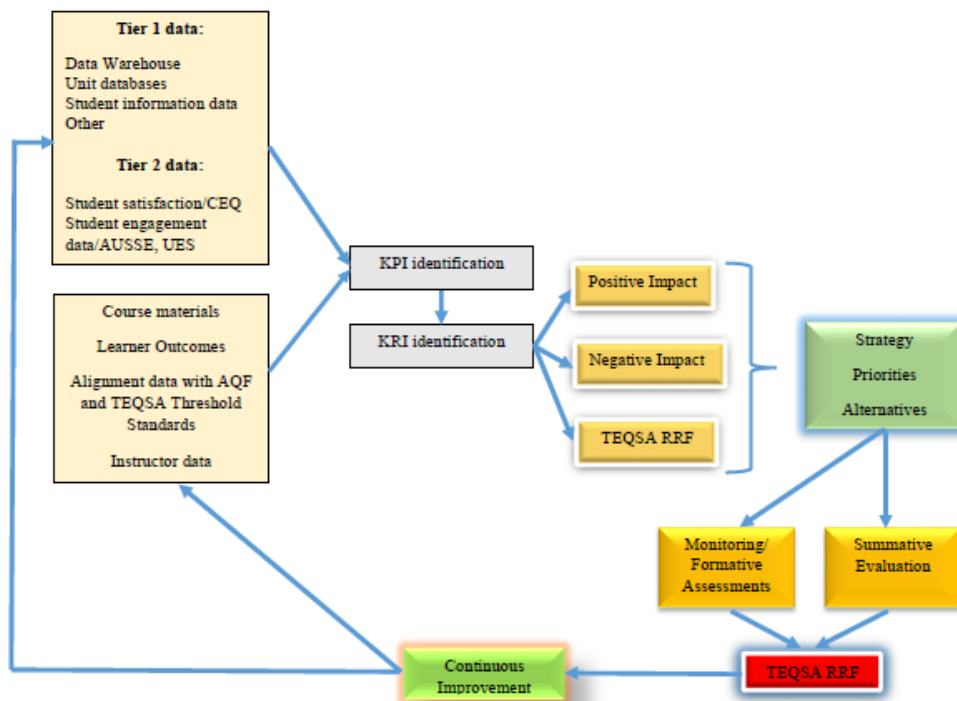 Tier 1 data:
Data Warehouse
Unit databases
Student information data
Other
Tier 2 data:
Student satisfaction/CEQ
Student engagement
data/AUSSE, UES
Course materials
Learner Outcomes
Alignment data with AQF
and TEQSA Threshold
Standards
Instructor data
KPI identification
KRI identification
Positive Impact
Negative Impact
TEQSA RRF
Strategy
Priorities
Alternatives
Monitoring/
Formative
Assessments
Summative
Evaluation
TEQSA RRF
Continuous
Improvement